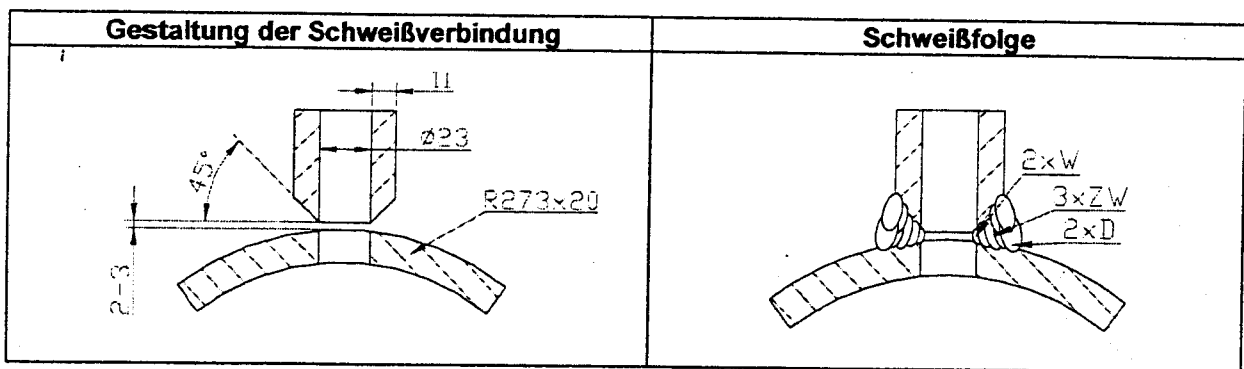 Gestaltung der Schweißverbindung
Schweißfolge
11
Ø23
45°
R273x20
2-3
2xW
3xZW
2xD